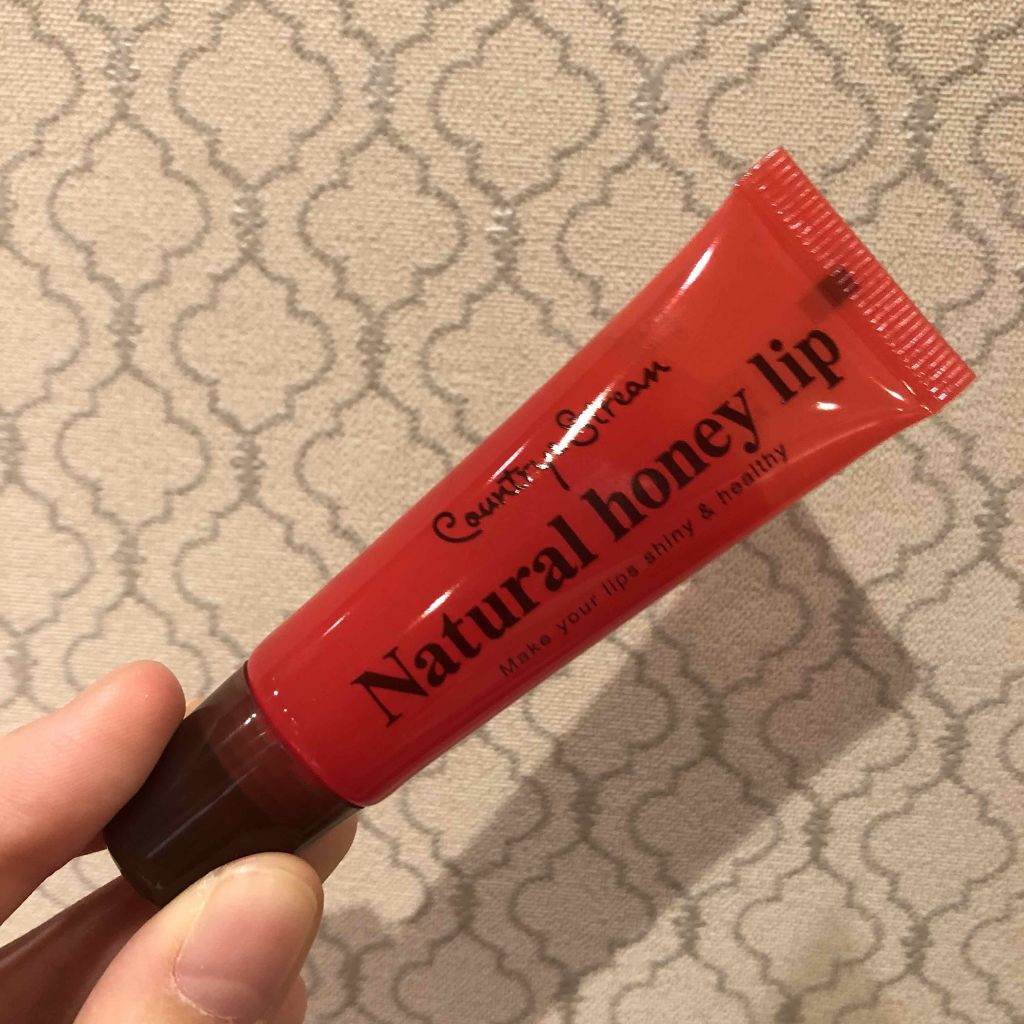 Country & Stream
Natural honey lip
Make your lips shiny & healthy